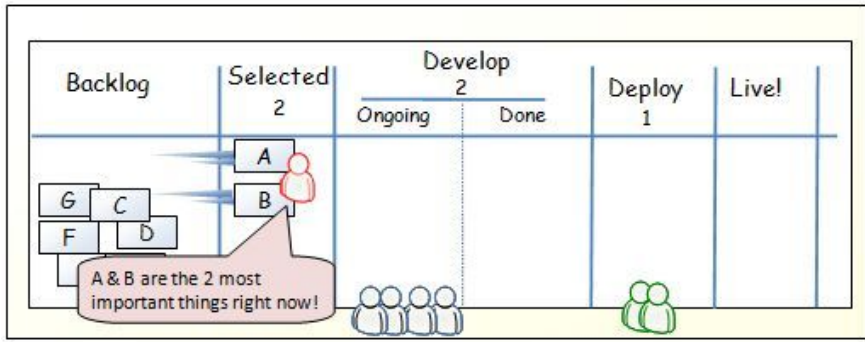 Backlog
Selected
2
Develop
2
Ongoing
Done
Deploy
1
Live!
A
B
G
C
F
D
A & B are the 2 most
important things right now!